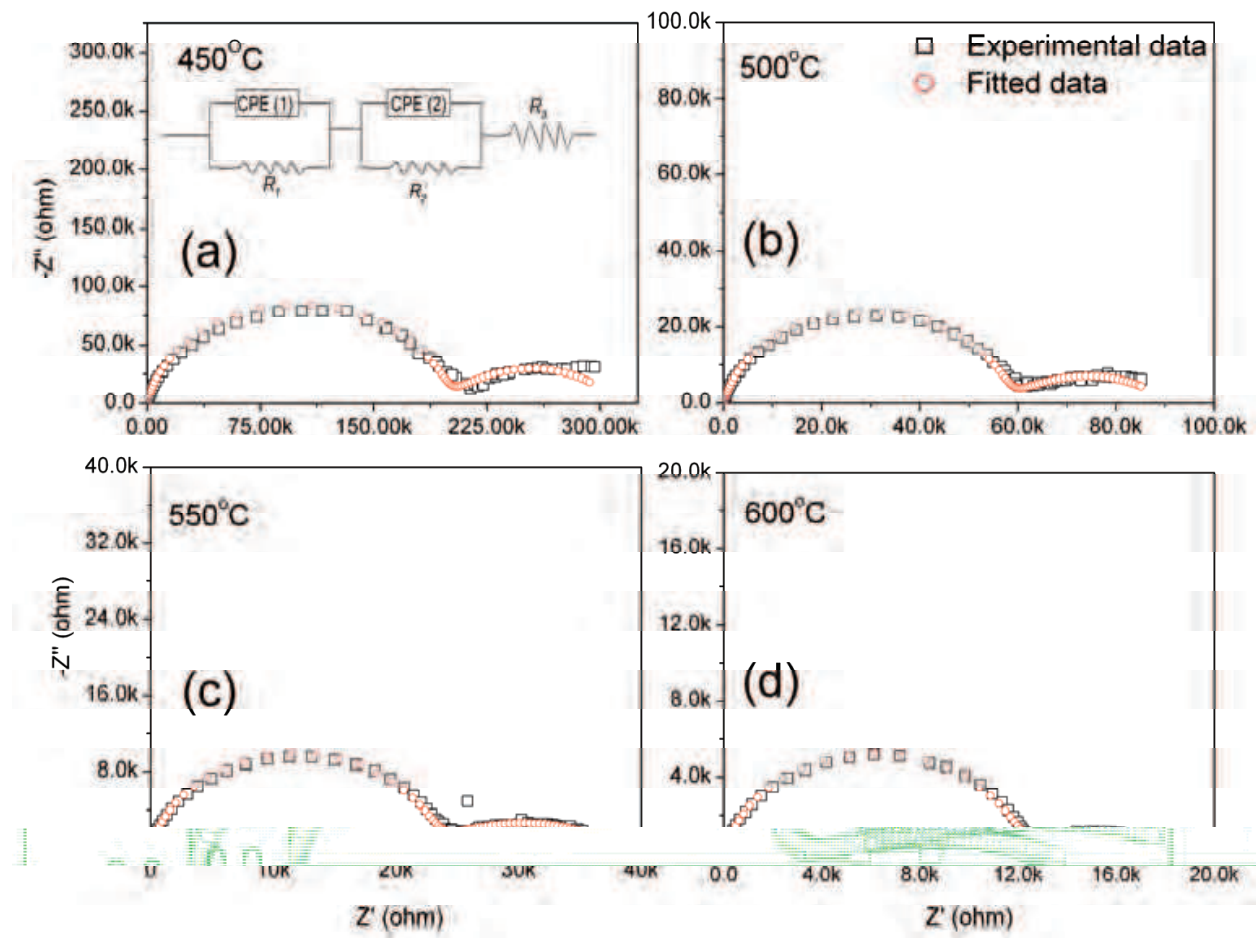 300.0k
250.0k
200.0k
150.0k
100.0k
50.0k
0.0
-Z" (ohm)
450°C
CPE (1)
CPE (2)
R1
R2
R3
(a)
0.00
75.00k
150.00k
225.00k
300.00k
100.0k
80.0k
60.0k
40.0k
20.0k
0.0
500°C
Experimental data
Fitted data
(b)
0.0
20.0k
40.0k
60.0k
80.0k
100.0k
40.0k
32.0k
24.0k
16.0k
8.0k
-Z" (ohm)
550°C
(c)
0
10k
20k
30k
40k
Z' (ohm)
20.0k
16.0k
12.0k
8.0k
4.0k
600°C
(d)
0.0
4.0k
8.0k
12.0k
16.0k
20.0k
Z' (ohm)